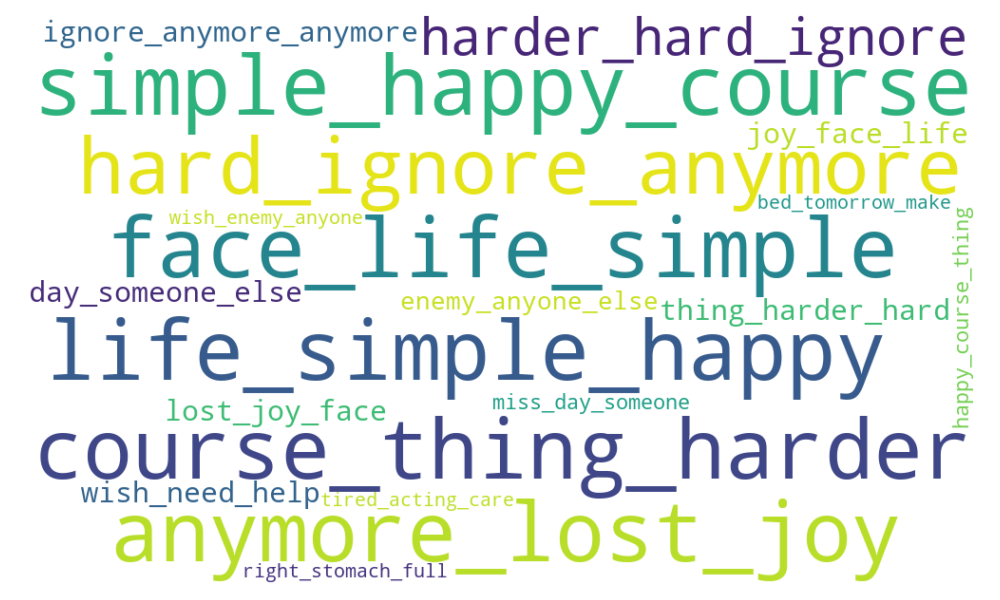 ignore_anymore_anymore
harder_hard_ignore
simple_happy_course
joy_face_life
hard_ignore_anymore
bed_tomorrow_make
wish_enemy_anyone
face_life_simple
happy_course_thing
day_someone_else
enemy_anyone_else
thing_harder_hard
life_simple_happy
miss_day_someone
lost_joy_face
course_thing_harder
wish_need_help
tired_acting_care
anymore_lost_joy
right_stomach_full